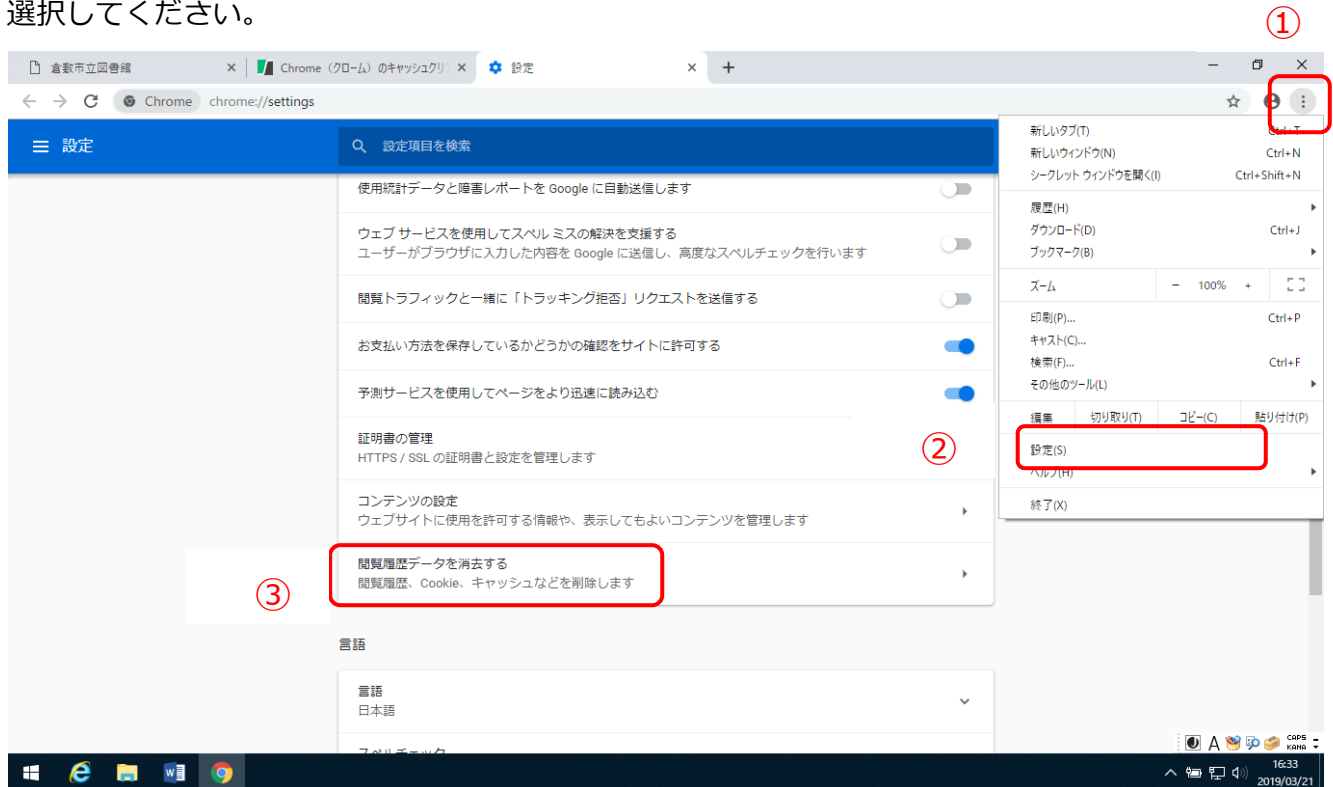 選択してください。
①
倉敷市立図書館
Chrome（クローム）のキャッシュクリ
設定
Chrome chrome://settings
設定
設定項目を検索
使用統計データと障害レポートを Google に自動送信します
ウェブ サービスを使用してスペル ミスの解決を支援する
ユーザーがブラウザに入力した内容を Google に送信し、高度なスペルチェックを行います
閲覧トラフィックと一緒に「トラッキング拒否」リクエストを送信する
お支払い方法を保存しているかどうかの確認をサイトに許可する
予測サービスを使用してページをより迅速に読み込む
証明書の管理
HTTPS / SSL の証明書と設定を管理します
コンテンツの設定
ウェブサイトに使用を許可する情報や、表示してもよいコンテンツを管理します
閲覧履歴データを消去する
閲覧履歴、Cookie、キャッシュなどを削除します
③
言語
言語
日本語
スペルチェック
新しいタブ(T) Ctrl+T
新しいウィンドウ(N) Ctrl+N
シークレット ウィンドウを開く(I) Ctrl+Shift+N
履歴(H)
ダウンロード(D) Ctrl+J
ブックマーク(B)
ズーム - 100% +
印刷(P)... Ctrl+P
キャスト(C)...
検索(F)... Ctrl+F
その他のツール(L)
編集 切り取り(T) コピー(C) 貼り付け(P)
②
設定(S)
ヘルプ(H)
終了(X)
A CAPS
KANA
16:33
2019/03/21